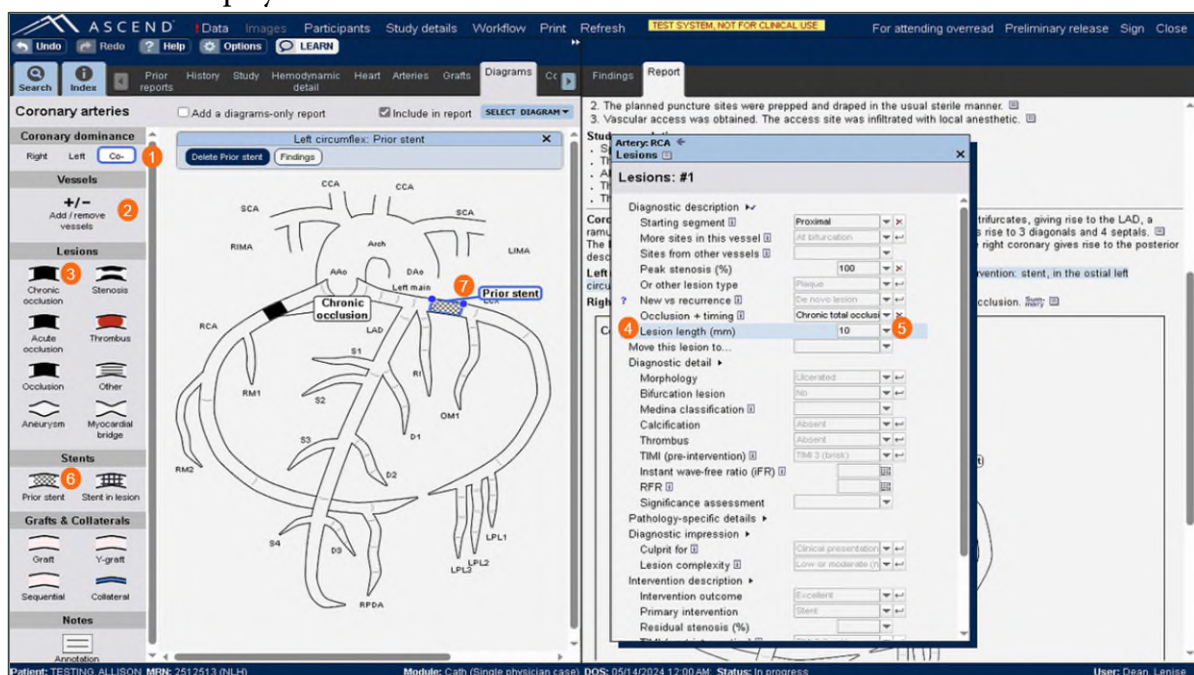 ASCEND
! Data Images Participants Study details Workflow Print Refresh TEST SYSTEM, NOT FOR CLINICAL USE For attending overread Preliminary release Sign Close
Undo Redo ? Help Options LEARN
Search Index Prior reports History Study Hemodynamic detail Heart Arteries Grafts Diagrams Findings Report
Coronary arteries Add a diagrams-only report Include in report SELECT DIAGRAM
Coronary dominance
Right Left Co- 1
Vessels
+/-
Add / remove vessels 2
Lesions
3
Chronic occlusion Stenosis
Acute occlusion Thrombus
Occlusion Other
Aneurysm Myocardial bridge
Stents
6
Prior stent Stent in lesion
Grafts & Collaterals
Graft Y-graft
Sequential Collateral
Notes
Annotation
Left circumflex: Prior stent X
Delete Prior stent Findings
CCA CCA
SCA SCA
RIMA Arch LIMA
AAo DAo
Left main 7 Prior stent
Chronic occlusion
RCA LAD
S1
RI
RM1 S2 OM1
S3 D1
RM2 D2
S4 D3 LPL1
LPL2
LPL3
RPDA
2. The planned puncture sites were prepped and draped in the usual sterile manner.
3. Vascular access was obtained. The access site was infiltrated with local anesthetic.
trifurcates, giving rise to the LAD, a
s rise to 3 diagonals and 4 septals.
right coronary gives rise to the posterior
rvention: stent, in the ostial left
circu
clusion.
Artery: RCA
Lesions X
Lesions: #1
Diagnostic description
Starting segment Proximal
More sites in this vessel At bifurcation
Sites from other vessels
Peak stenosis (%) 100
Or other lesion type Plaque
? New vs recurrence De novo lesion
Occlusion + timing Chronic total occlusi
4 Lesion length (mm) 10 5
Move this lesion to...
Diagnostic detail
Morphology Ulcerated
Bifurcation lesion No
Medina classification
Calcification Absent
Thrombus Absent
TIMI (pre-intervention) TIMI 3 (brisk)
Instant wave-free ratio (iFR)
RFR
Significance assessment
Pathology-specific details
Diagnostic impression
Culprit for Clinical presentation
Lesion complexity Low or moderate (n
Intervention description
Intervention outcome Excellent
Primary intervention Stent
Residual stenosis (%)
Patient: TESTING, ALLISON MRN: 2512513 (NLH) Module: Cath (Single physician case) DOS: 05/14/2024 12:00 AM; Status: In progress User: Dean, Lenise